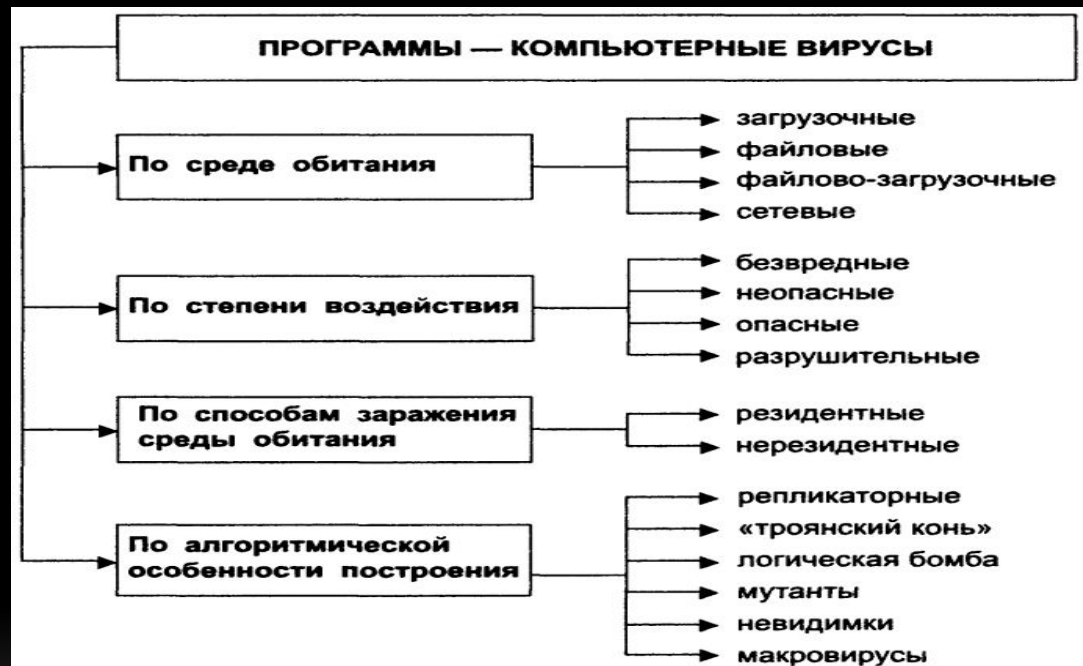 ПРОГРАММЫ — КОМПЬЮТЕРНЫЕ ВИРУСЫ
По среде обитания
загрузочные
файловые
файлово-загрузочные
сетевые
По степени воздействия
безвредные
неопасные
опасные
разрушительные
По способам заражения
среды обитания
резидентные
нерезидентные
По алгоритмической
особенности построения
репликаторные
«троянский конь»
логическая бомба
мутанты
невидимки
макровирусы